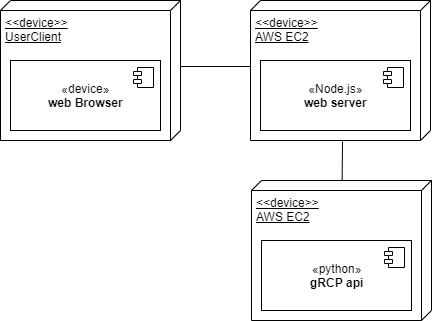 <<device>>
UserClient
«device»
web Browser
<<device>>
AWS EC2
«Node.js»
web server
<<device>>
AWS EC2
«python»
gRCP api